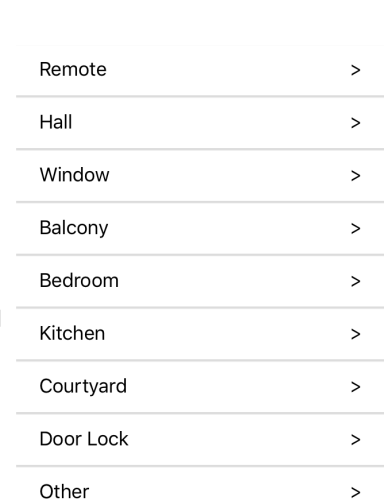 Remote >
Hall >
Window >
Balcony >
Bedroom >
Kitchen >
Courtyard >
Door Lock >
Other >